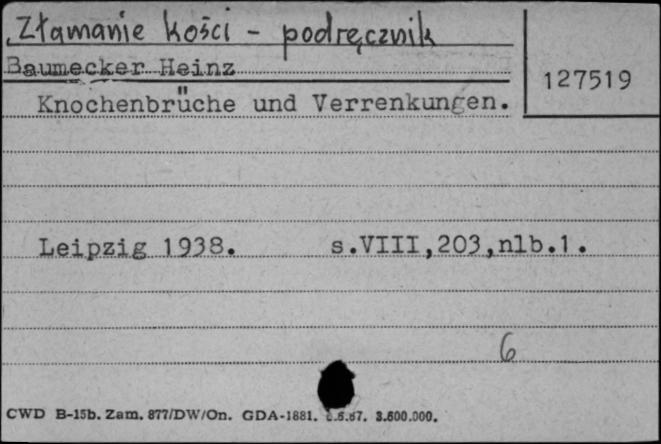 Złamanie kości - podręcznik
Baumecker Heinz
127519
Knochenbrüche und Verrenkungen.
Leipzig 1938. s.VIII,203,nlb.1.
6
CWD B-15b. Zam. 877/DW/On. GDA-1881. 3.600.000.